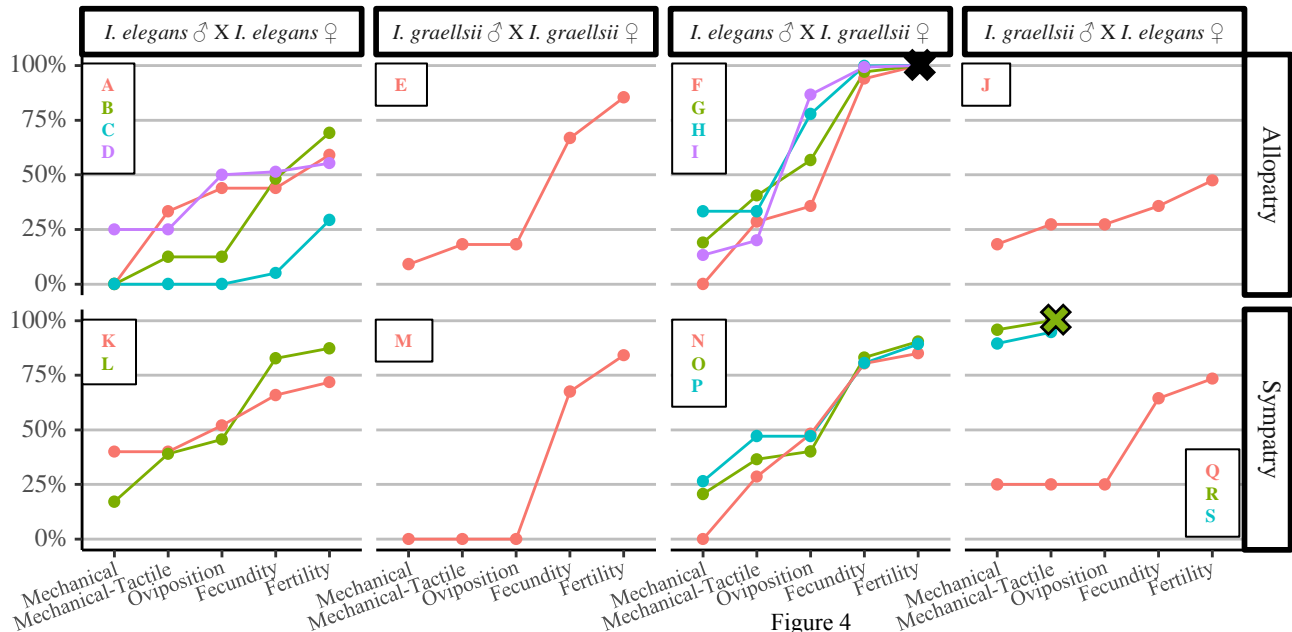 I. elegans ♂ X I. elegans ♀
I. graellsii ♂ X I. graellsii ♀
I. elegans ♂ X I. graellsii ♀
I. graellsii ♂ X I. elegans ♀
100%
75%
50%
25%
0%
A
B
C
D
E
F
G
H
I
J
Allopatry
100%
75%
50%
25%
0%
K
L
M
N
O
P
Q
R
S
Sympatry
Mechanical
Mechanical-Tactile
Oviposition
Fecundity
Fertility
Mechanical
Mechanical-Tactile
Oviposition
Fecundity
Fertility
Mechanical
Mechanical-Tactile
Oviposition
Fecundity
Fertility
Mechanical
Mechanical-Tactile
Oviposition
Fecundity
Fertility
Figure 4